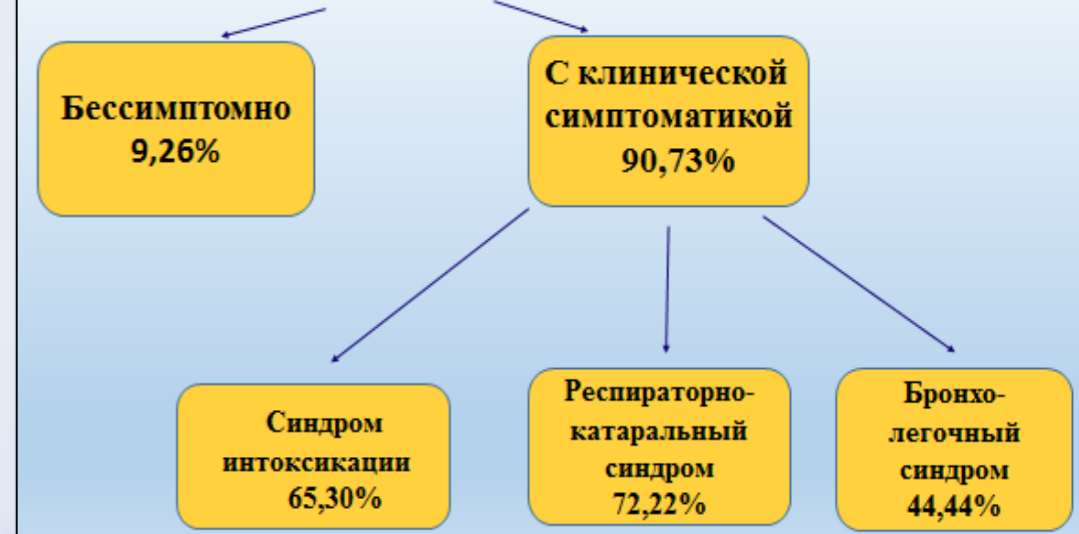 Бессимптомно
9,26%
С клинической
симптоматикой
90,73%
Синдром
интоксикации
65,30%
Респираторно-
катаральный
синдром
72,22%
Бронхо-
легочный
синдром
44,44%